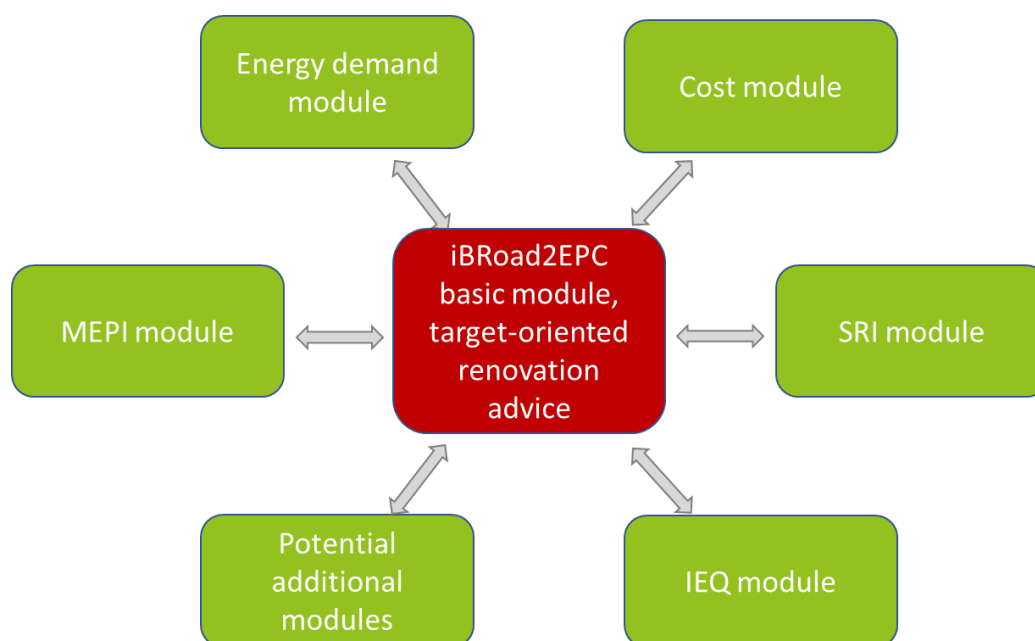 Energy demand
module
Cost module
iBRoad2EPC
basic module,
target-oriented
renovation
advice
MEPI module
SRI module
Potential
additional
modules
IEQ module